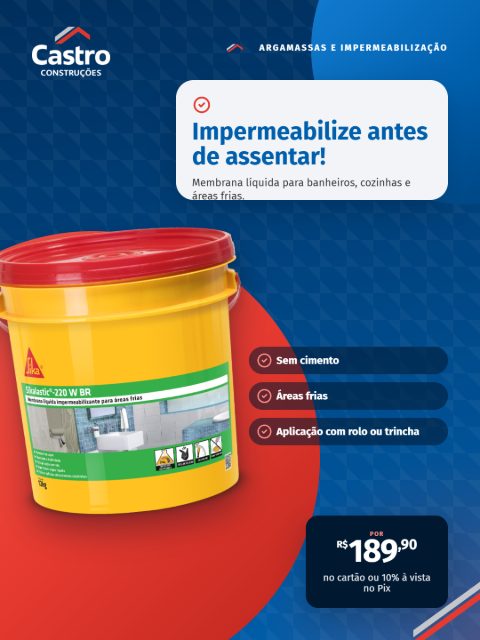 Castro
CONSTRUÇÕES
ARGAMASSAS E IMPERMEABILIZAÇÃO
Impermeabilize antes
de assentar!
Membrana líquida para banheiros, cozinhas e
áreas frias.
Sika
Sikalastic®-220 W BR
Membrana líquida impermeabilizante para áreas frias
12kg
Sem cimento
Áreas frias
Aplicação com rolo ou trincha
POR
R$189,90
no cartão ou 10% à vista
no Pix